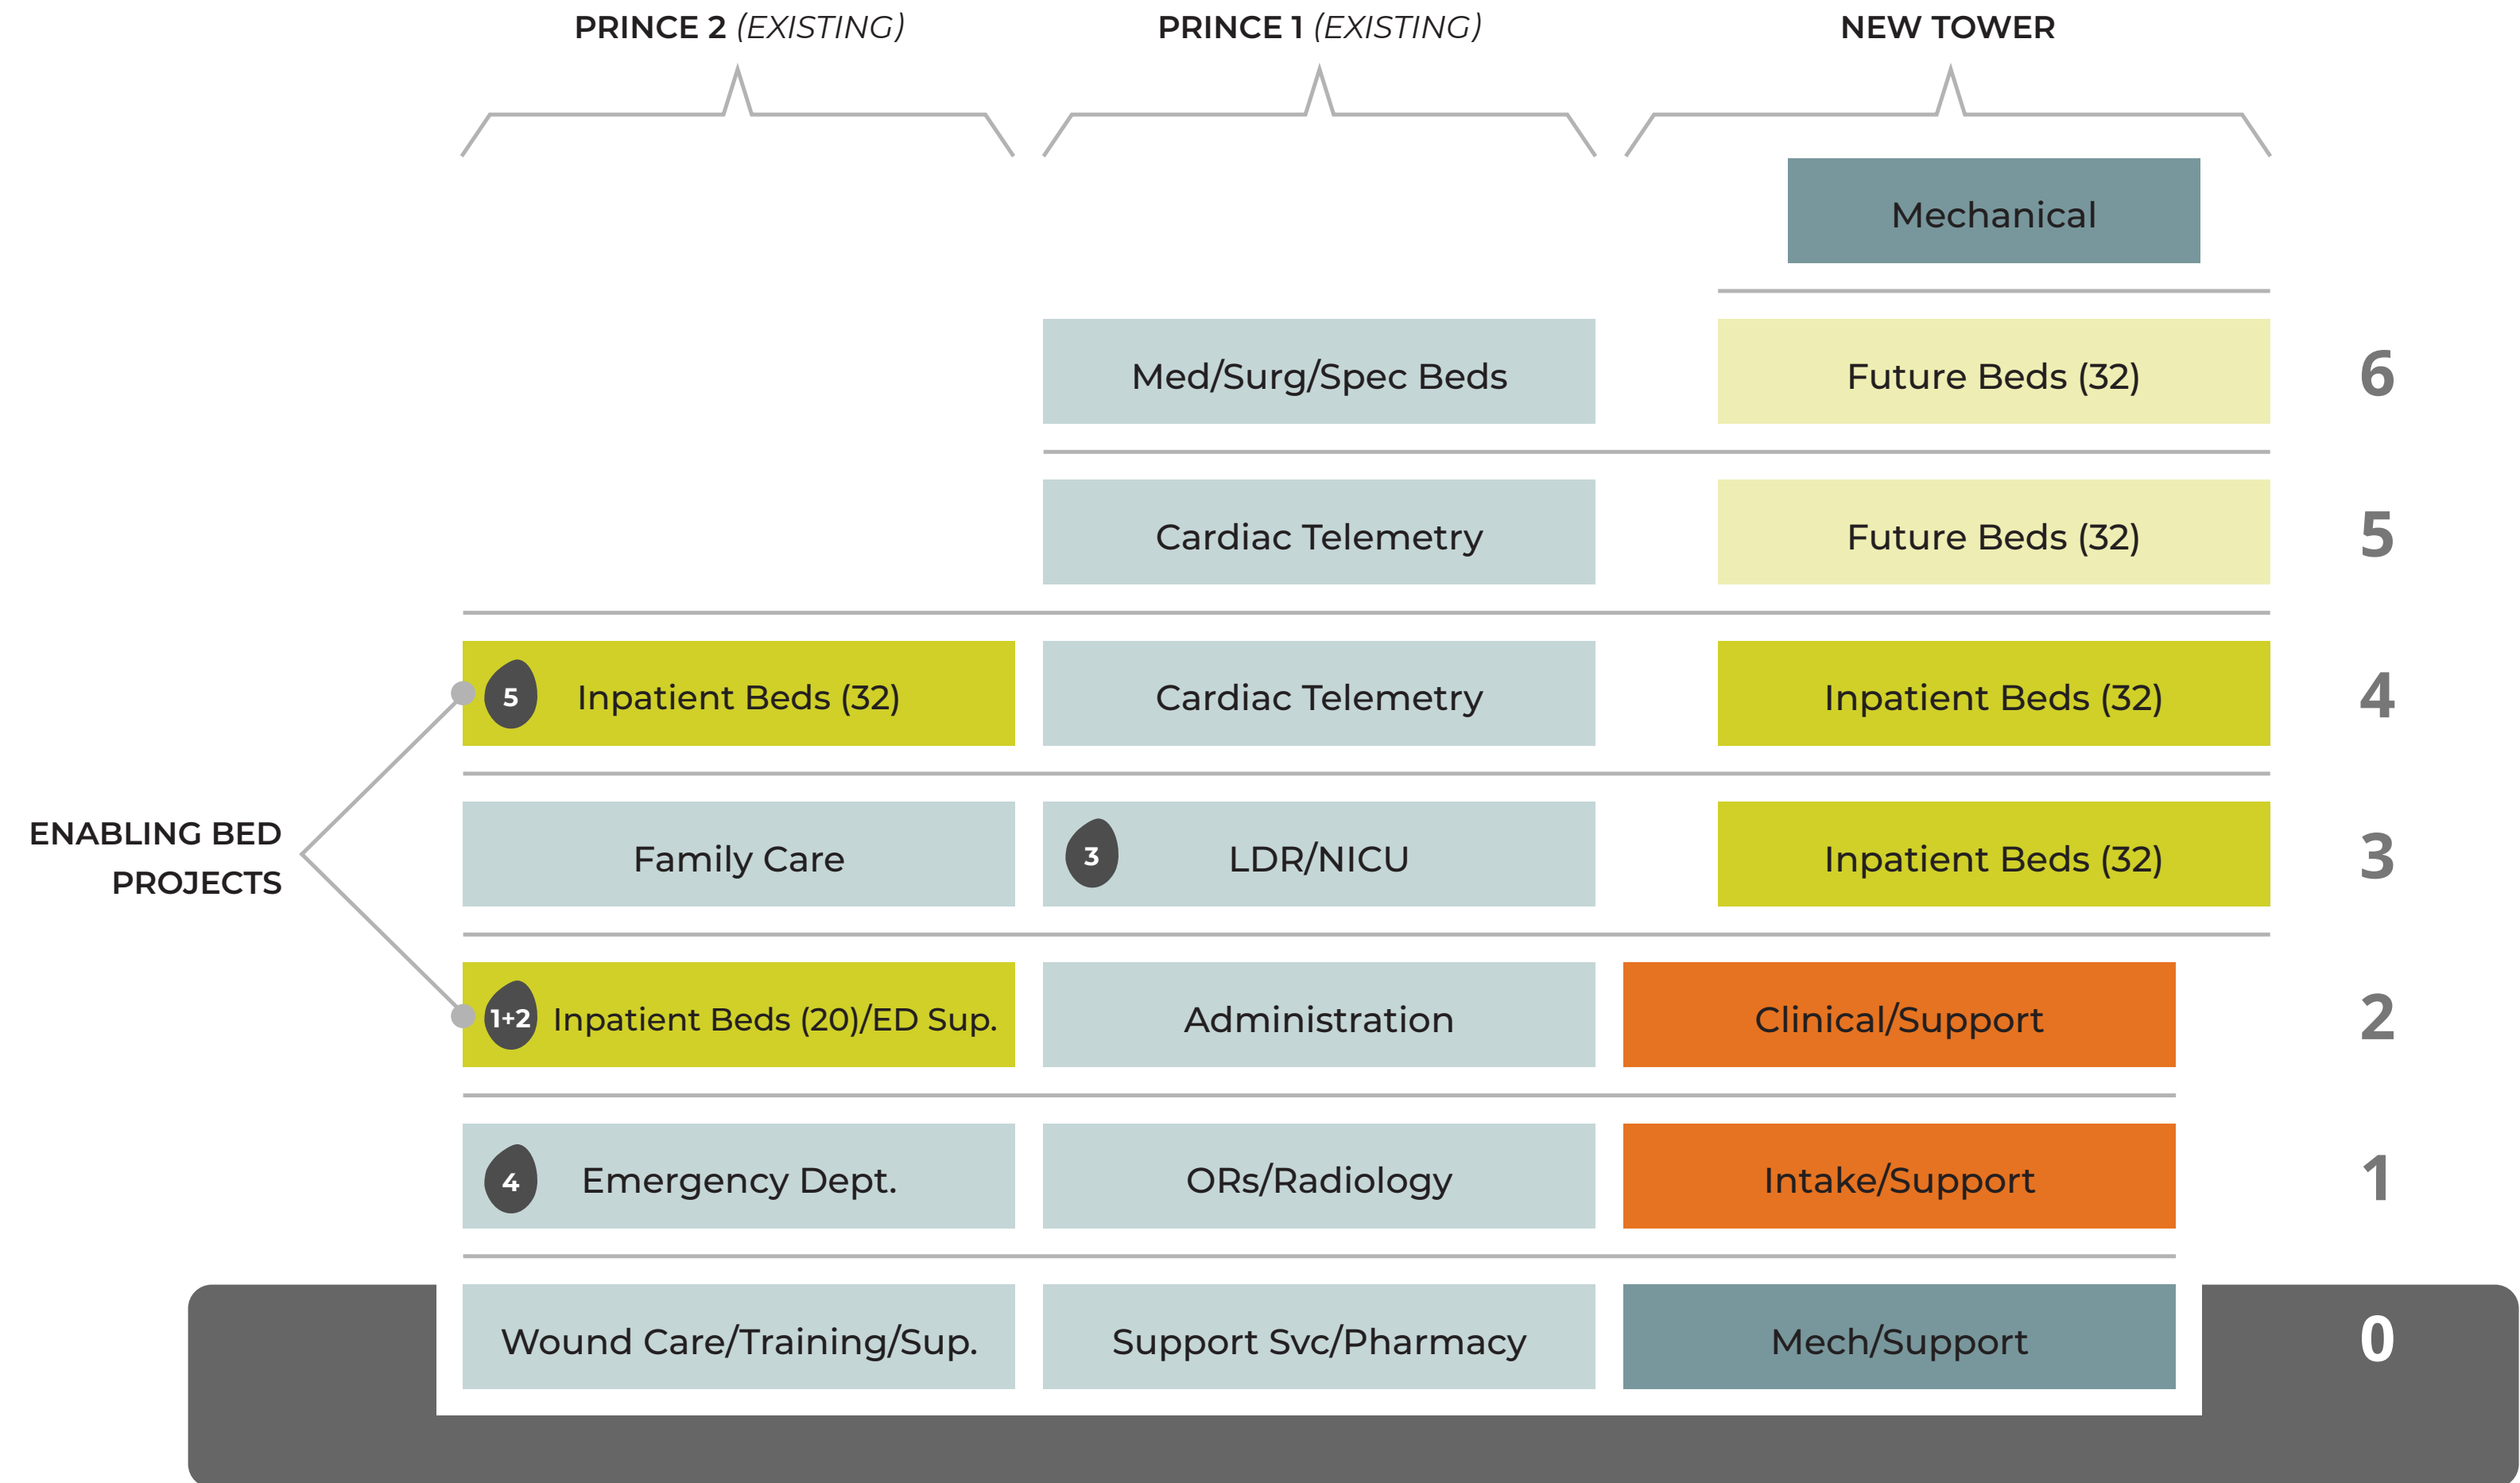 PRINCE 2 (EXISTING)
PRINCE 1 (EXISTING)
NEW TOWER
Mechanical
Med/Surg/Spec Beds
Future Beds (32)
6
Cardiac Telemetry
Future Beds (32)
5
5
Inpatient Beds (32)
Cardiac Telemetry
Inpatient Beds (32)
4
ENABLING BED
PROJECTS
Family Care
3
LDR/NICU
Inpatient Beds (32)
3
1+2
Inpatient Beds (20)/ED Sup.
Administration
Clinical/Support
2
4
Emergency Dept.
ORs/Radiology
Intake/Support
1
Wound Care/Training/Sup.
Support Svc/Pharmacy
Mech/Support
0